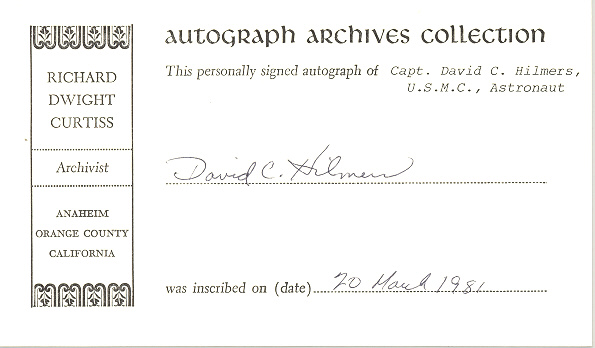 RICHARD
DWIGHT
CURTISS
Archivist
ANAHEIM
ORANGE COUNTY
CALIFORNIA
autograph archives collection
This personally signed autograph of Capt. David C. Hilmers,
U.S.M.C., Astronaut
David C. Hilmers
was inscribed on (date) 20 March 1981